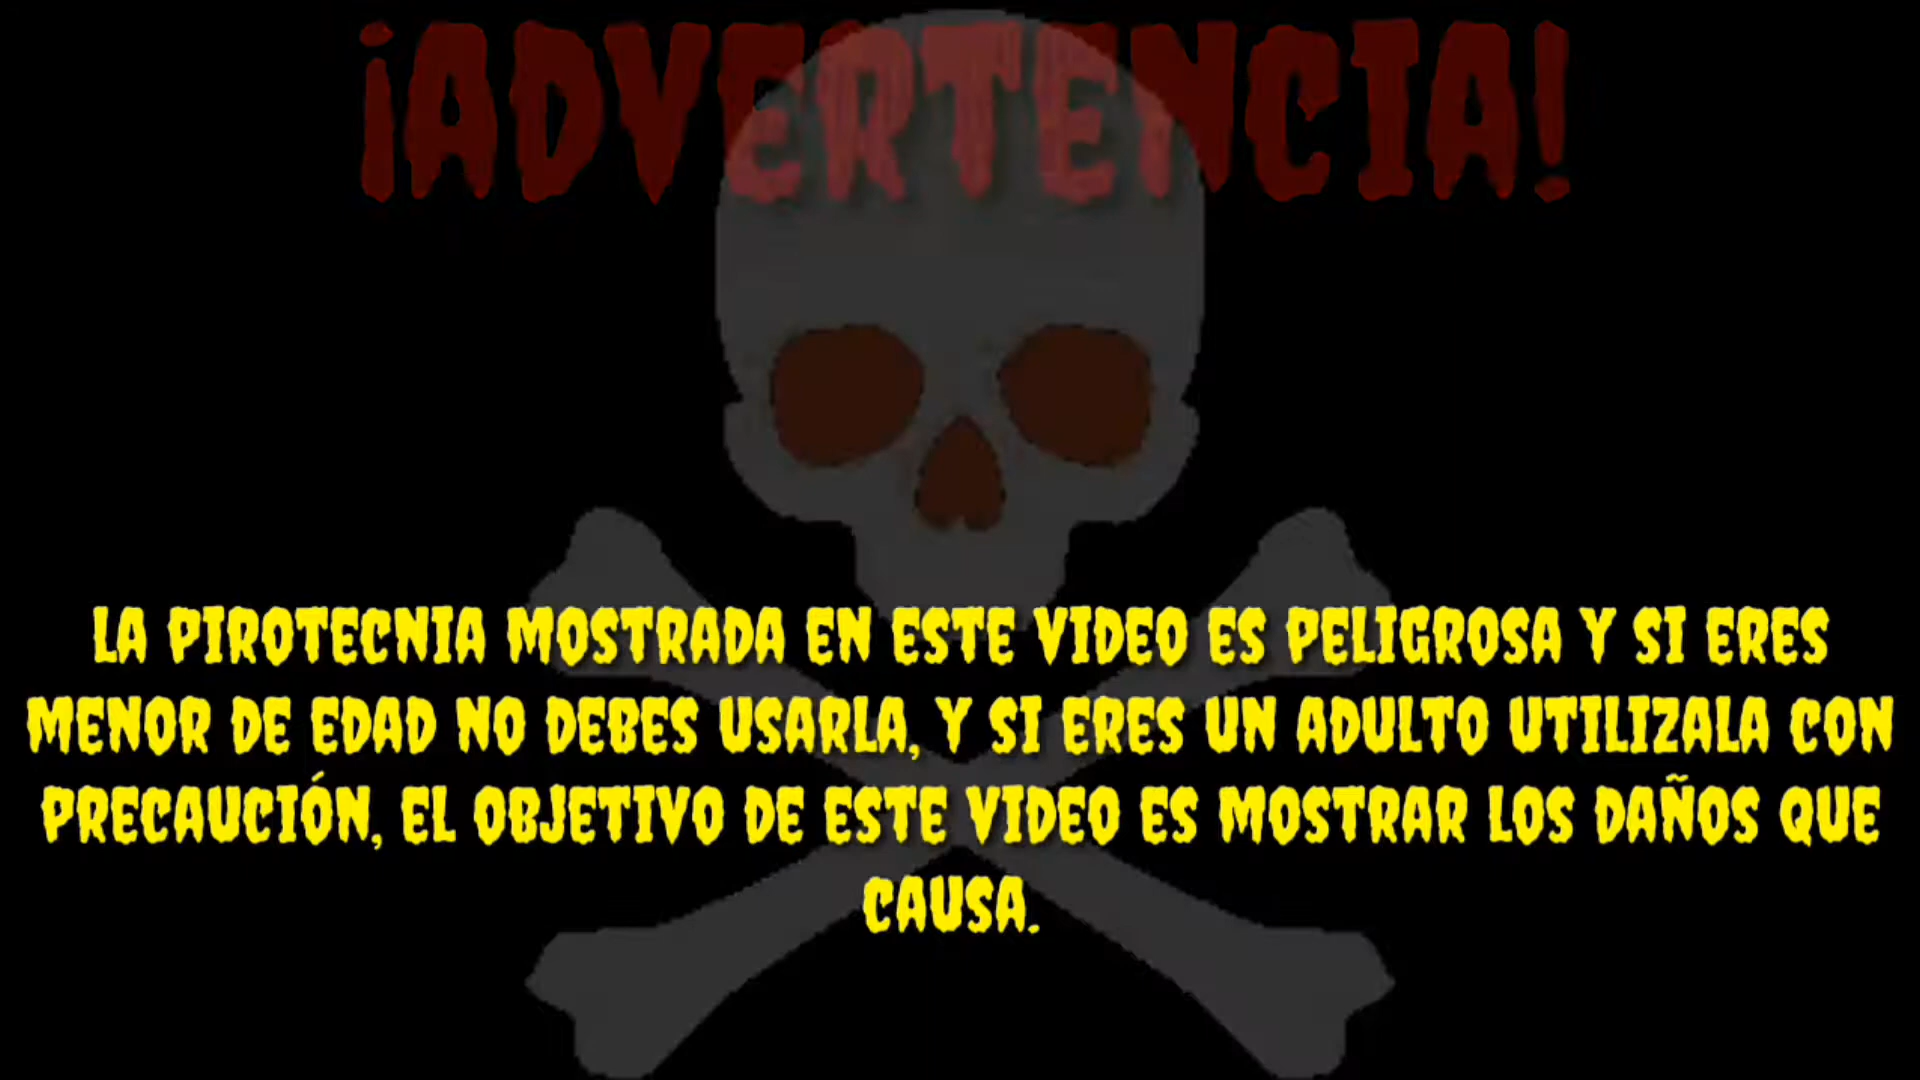 ¡ADVERTENCIA!
LA PIROTECNIA MOSTRADA EN ESTE VIDEO ES PELIGROSA Y SI ERES
MENOR DE EDAD NO DEBES USARLA, Y SI ERES UN ADULTO UTILIZALA CON
PRECAUCIÓN, EL OBJETIVO DE ESTE VIDEO ES MOSTRAR LOS DAÑOS QUE
CAUSA.